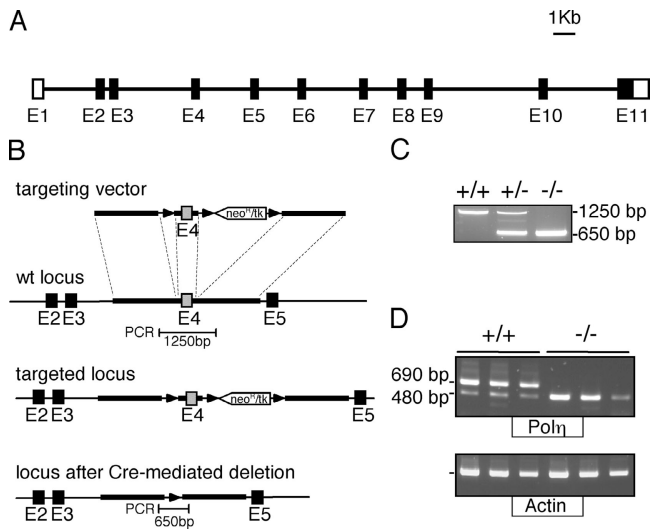 A
1Kb
E1 E2 E3 E4 E5 E6 E7 E8 E9 E10 E11
B
targeting vector
neoᴿ/tk
E4
wt locus
E2 E3 E4 E5
PCR
1250bp
targeted locus
neoᴿ/tk
E2 E3 E4 E5
locus after Cre-mediated deletion
E2 E3 PCR E5
650bp
C
+/+ +/- -/-
-1250 bp
-650 bp
D
+/+ -/-
690 bp-
480 bp-
Polη
-
Actin